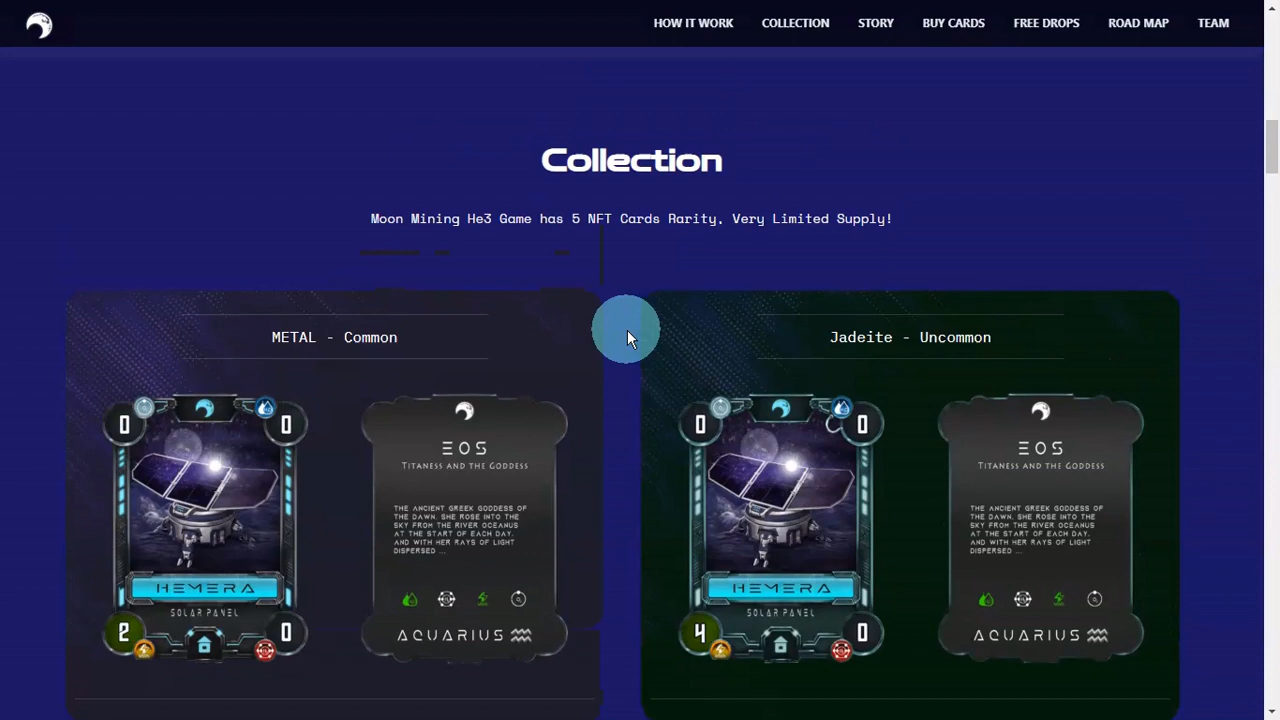 HOW IT WORK COLLECTION STORY BUY CARDS FREE DROPS ROAD MAP TEAM
Collection
Moon Mining He3 Game has 5 NFT Cards Rarity, Very Limited Supply!
METAL - Common
0
0
HEMERA
SOLAR PANEL
2
0
EOS
TITANESS AND THE GODDESS
THE ANCIENT GREEK GODDESS OF
THE DAWN. SHE ROSE INTO THE
SKY FROM THE RIVER OCEANUS
AT THE START OF EACH DAY,
AND WITH HER RAYS OF LIGHT
DISPERSED ...
AQUARIUS ♒
Jadeite - Uncommon
0
0
HEMERA
SOLAR PANEL
4
0
EOS
TITANESS AND THE GODDESS
THE ANCIENT GREEK GODDESS OF
THE DAWN. SHE ROSE INTO THE
SKY FROM THE RIVER OCEANUS
AT THE START OF EACH DAY,
AND WITH HER RAYS OF LIGHT
DISPERSED ...
AQUARIUS ♒